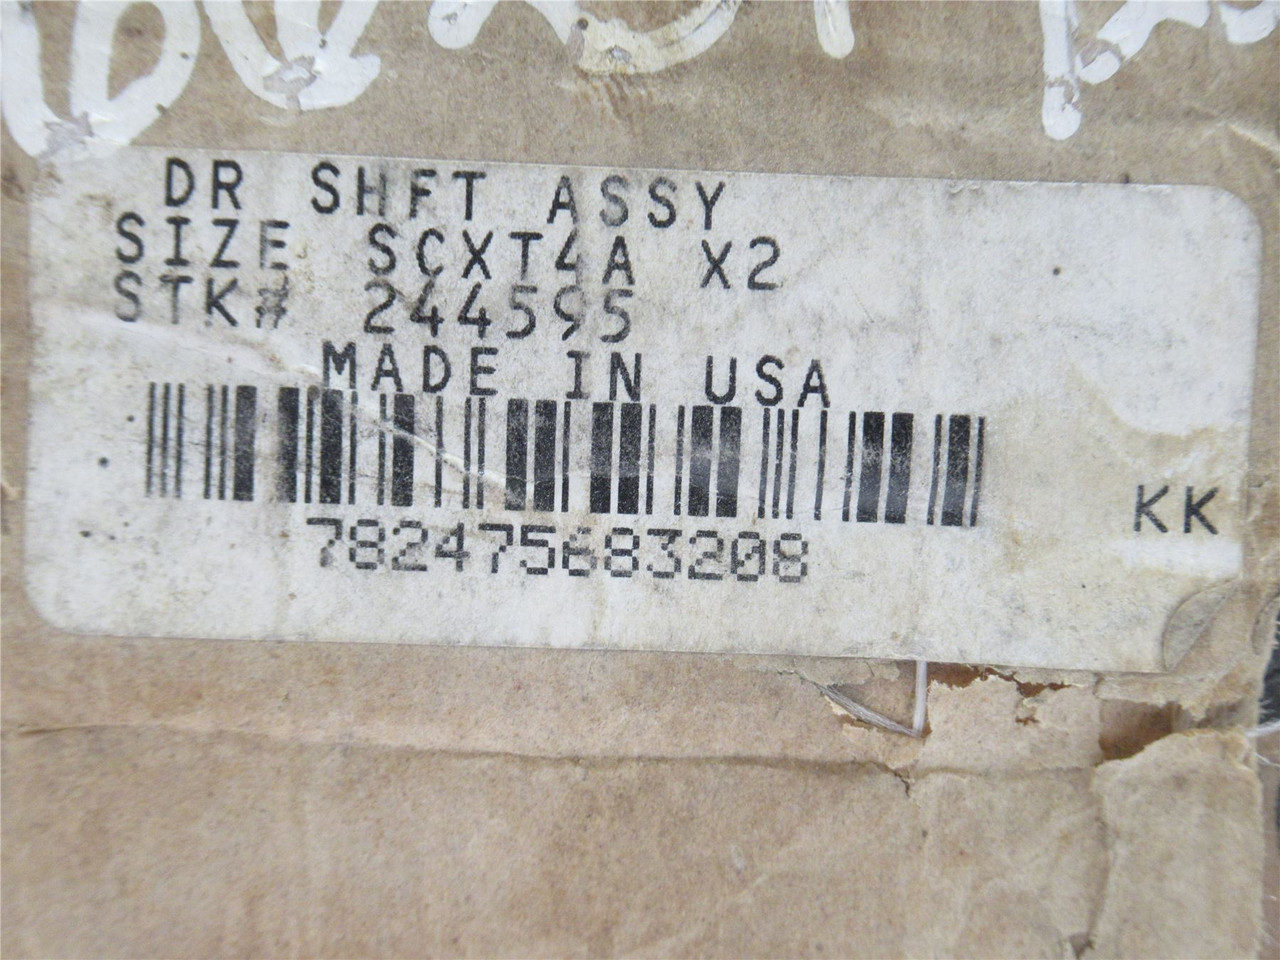 DR SHFT ASSY
SIZE SCXT4A X2
STK# 244595
MADE IN USA
782475683208
KK